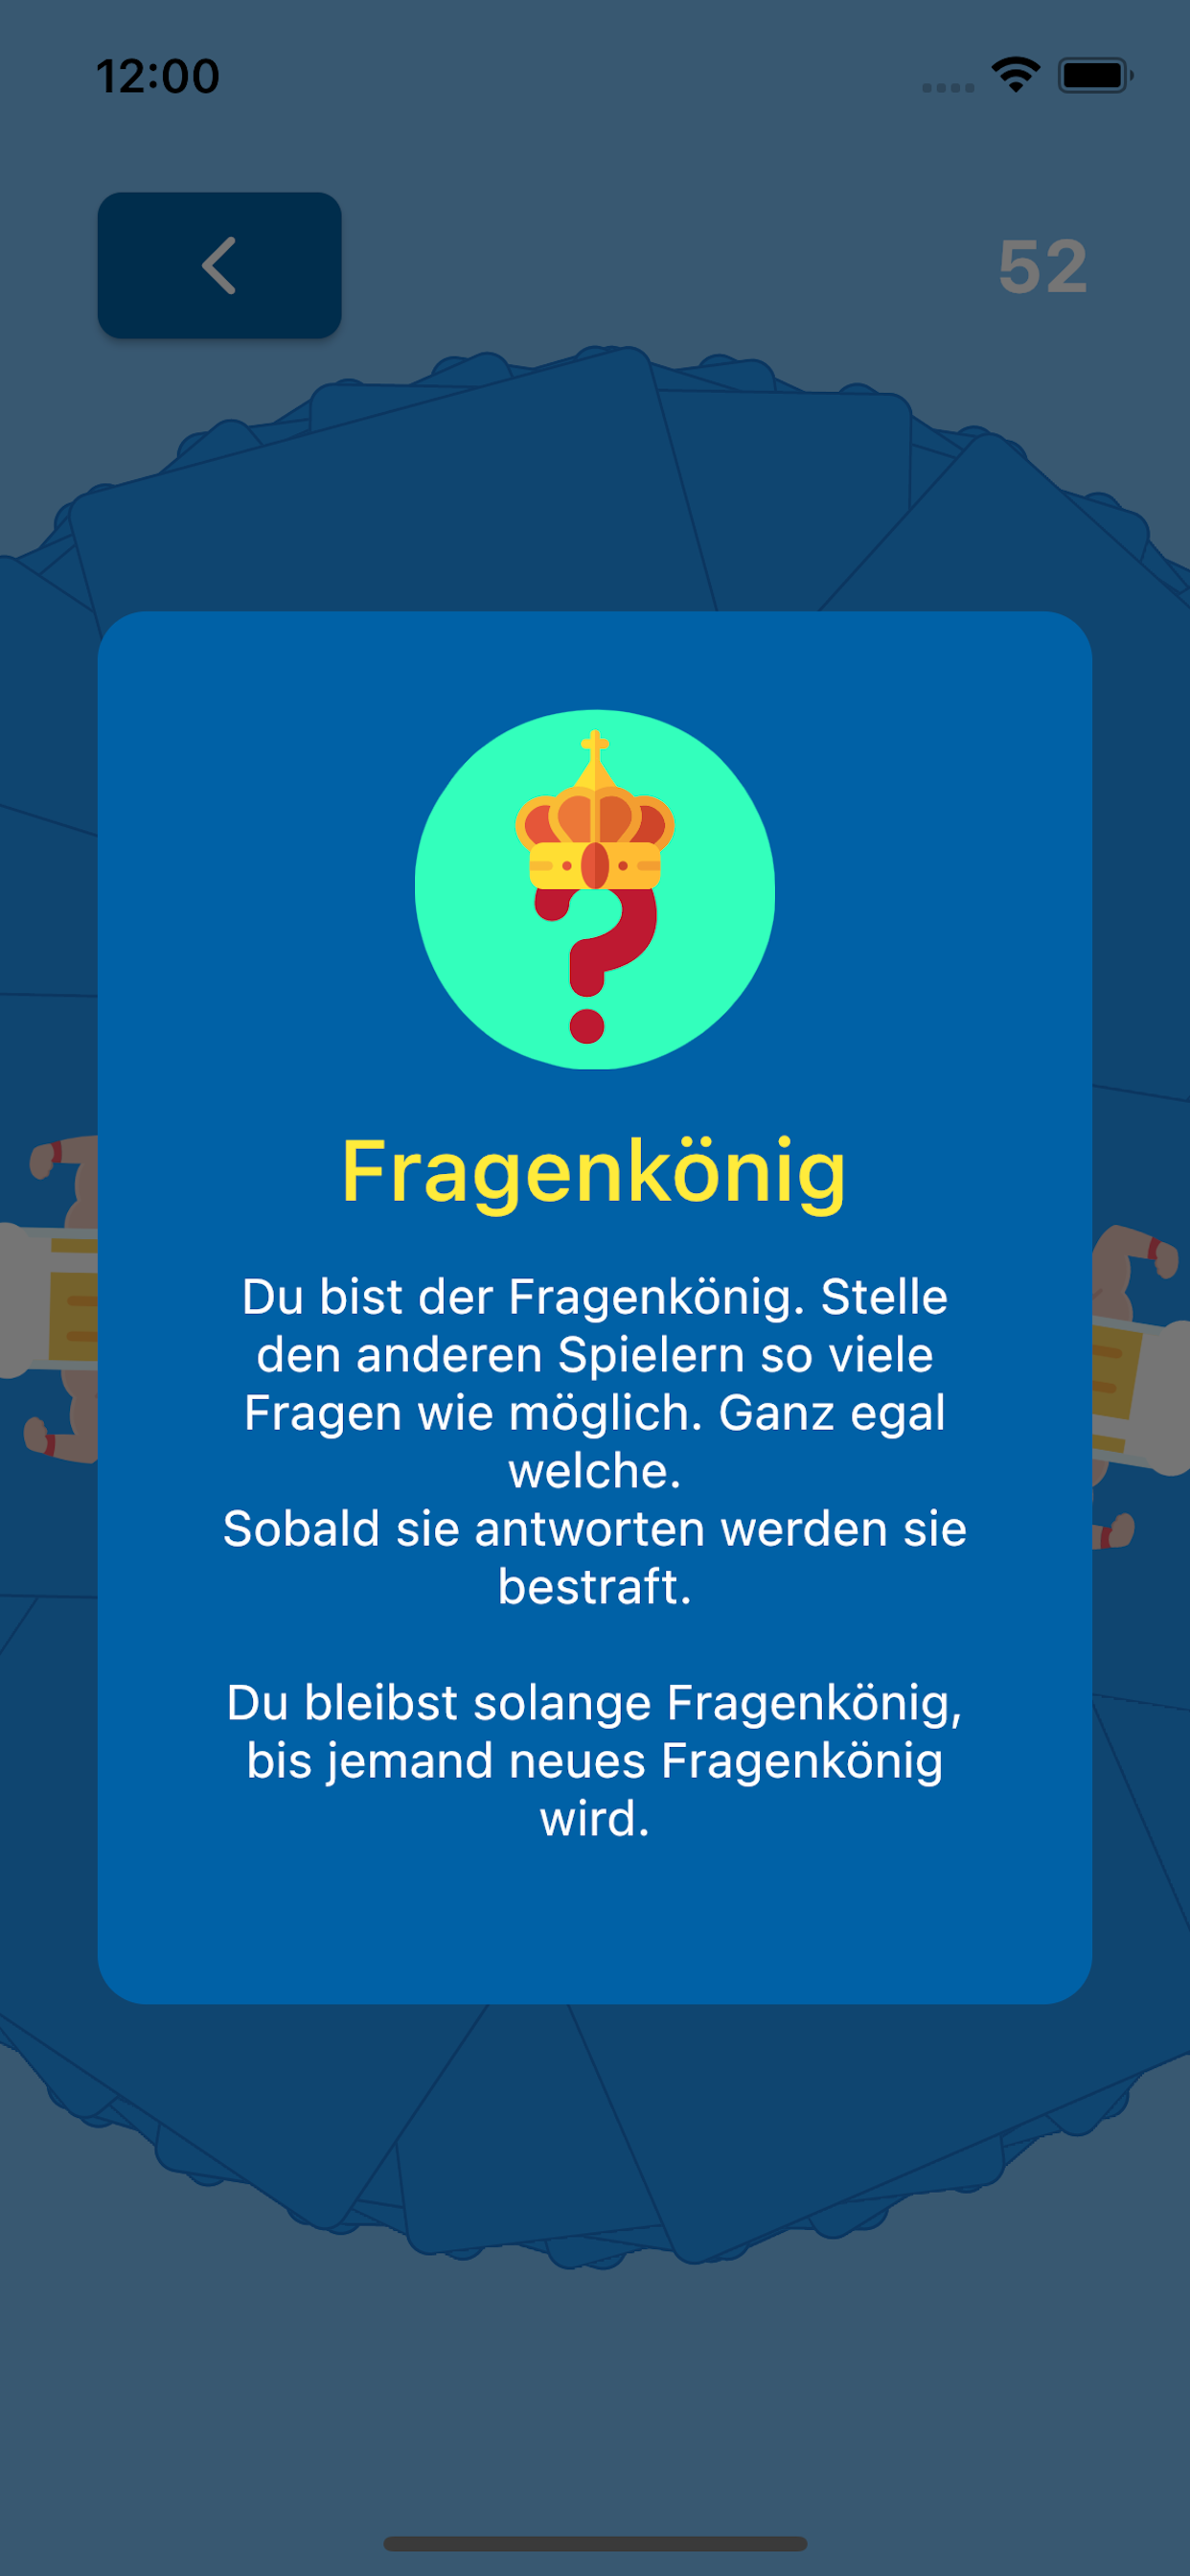 12:00
52
Fragenkönig
Du bist der Fragenkönig. Stelle
den anderen Spielern so viele
Fragen wie möglich. Ganz egal
welche.
Sobald sie antworten werden sie
bestraft.
Du bleibst solange Fragenkönig,
bis jemand neues Fragenkönig
wird.